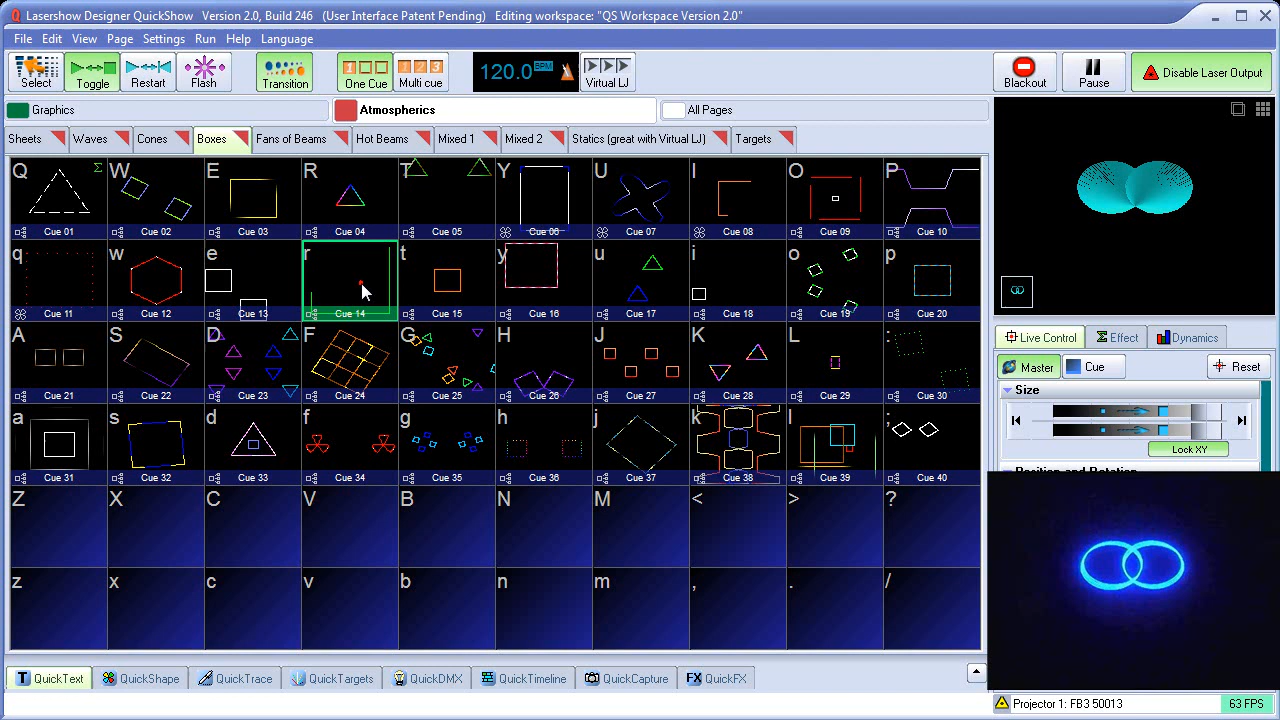 Lasershow Designer QuickShow Version 2.0, Build 246 (User Interface Patent Pending) Editing workspace: "QS Workspace Version 2.0"
File Edit View Page Settings Run Help Language
Select Toggle Restart Flash Transition One Cue Multi cue 120.0 BPM Virtual LJ Blackout Pause Disable Laser Output
Graphics Atmospherics All Pages
Sheets Waves Cones Boxes Fans of Beams Hot Beams Mixed 1 Mixed 2 Statics (great with Virtual LJ) Targets
Q W E R T Y U I O P
Cue 01 Cue 02 Cue 03 Cue 04 Cue 05 Cue 06 Cue 07 Cue 08 Cue 09 Cue 10
q w e r t y u i o p
Cue 11 Cue 12 Cue 13 Cue 14 Cue 15 Cue 16 Cue 17 Cue 18 Cue 19 Cue 20
Live Control Effect Dynamics
A S D F G H J K L :
Master Cue Reset
Cue 21 Cue 22 Cue 23 Cue 24 Cue 25 Cue 26 Cue 27 Cue 28 Cue 29 Cue 30
Size
a s d f g h j k l ;
Lock XY
Position and Rotation
Cue 31 Cue 32 Cue 33 Cue 34 Cue 35 Cue 36 Cue 37 Cue 38 Cue 39 Cue 40
Z X C V B N M < > ?
z x c v b n m , . /
QuickText QuickShape QuickTrace QuickTargets QuickDMX QuickTimeline QuickCapture FX QuickFX
Projector 1: FB3 50013 63 FPS